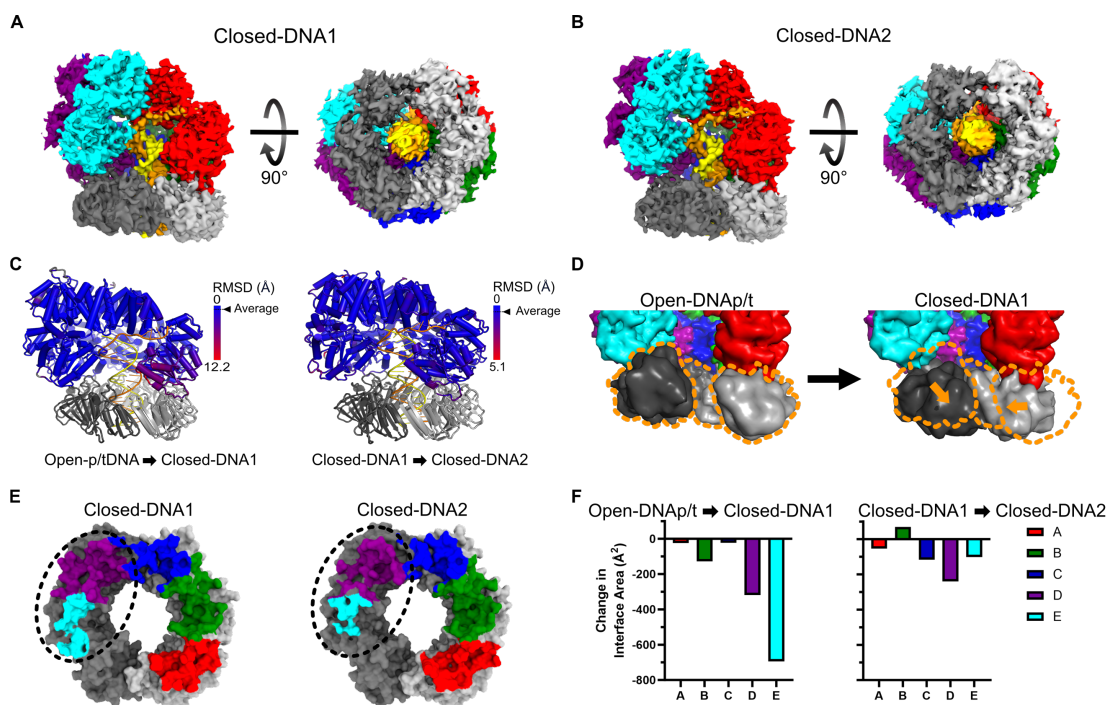 A
Closed-DNA1
90°
B
Closed-DNA2
90°
C
RMSD (Å)
0
Average
12.2
Open-p/tDNA Closed-DNA1
RMSD (Å)
0
Average
5.1
Closed-DNA1 Closed-DNA2
D
Open-DNAp/t
Closed-DNA1
E
Closed-DNA1
Closed-DNA2
F
Open-DNAp/t Closed-DNA1
Change in
Interface Area (Å²)
0
-200
-400
-600
-800
A B C D E
Closed-DNA1 Closed-DNA2
A B C D E
A
B
C
D
E